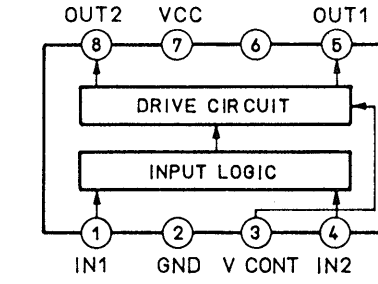 OUT2 VCC OUT1
8 7 6 5
DRIVE CIRCUIT
INPUT LOGIC
1 2 3 4
IN1 GND V CONT IN2